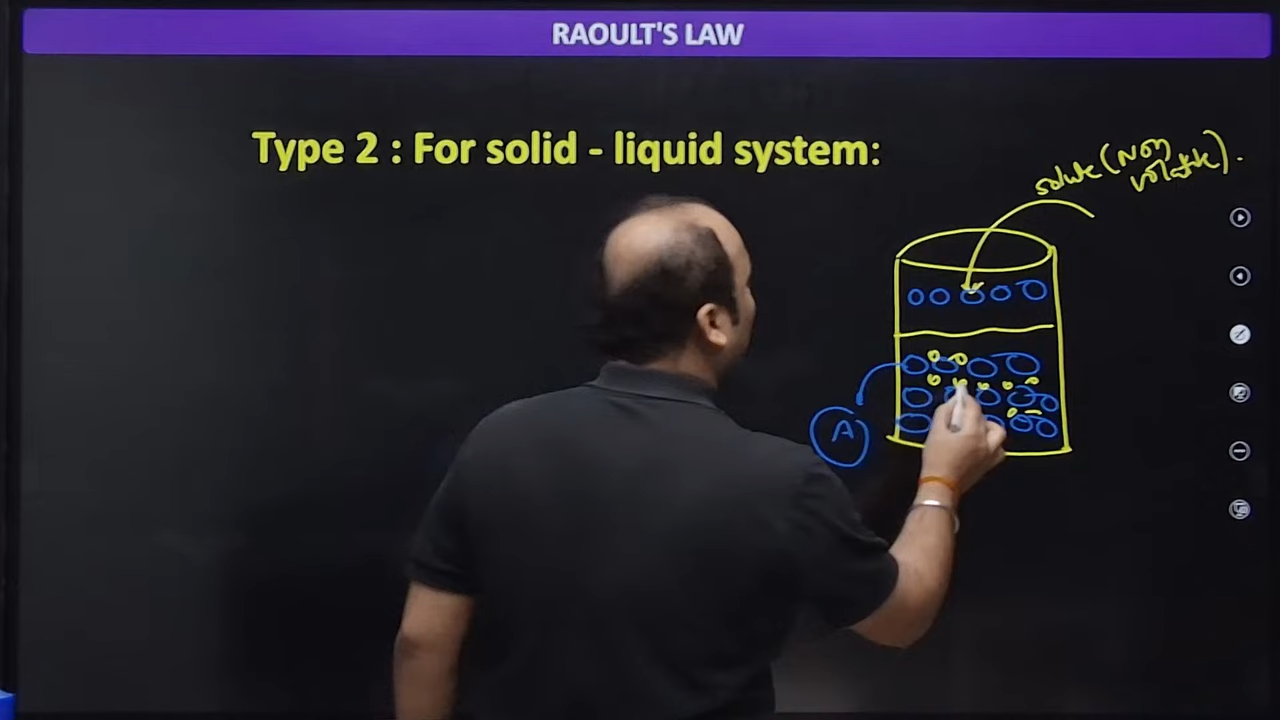 RAOULT'S LAW
Type 2 : For solid - liquid system:
solute (Non
volatile).
A